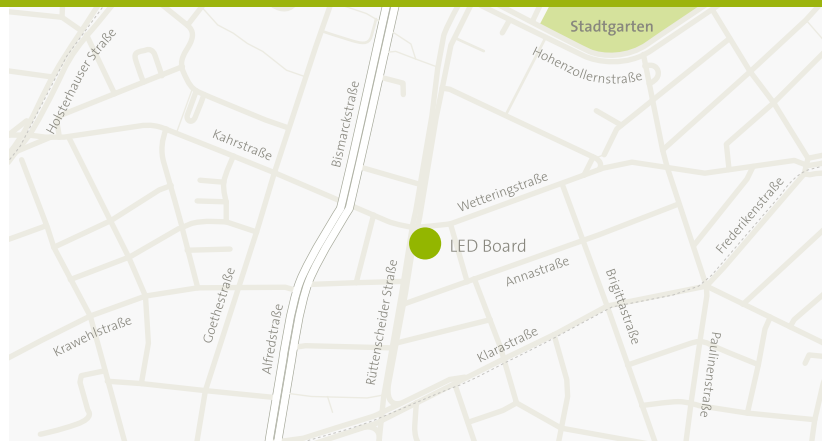 Stadtgarten
Holsterhauser Straße
Hohenzollernstraße
Bismarckstraße
Kahrstraße
Wetteringstraße
Frederikenstraße
LED Board
Annastraße
Goethestraße
Rüttenscheider Straße
Brigittastraße
Alfredstraße
Krawehlstraße
Klarastraße
Paulinenstraße